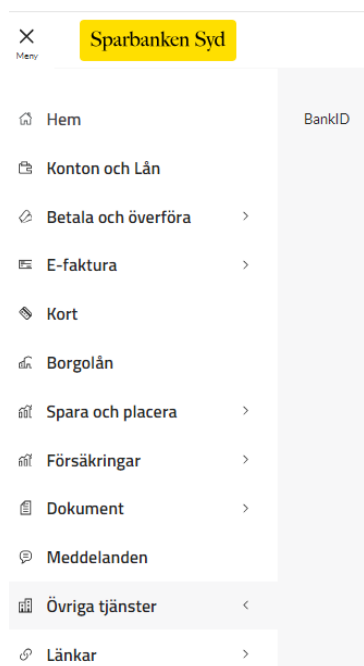 Meny
Sparbanken Syd
Hem
BankID
Konton och Lån
Betala och överföra
E-faktura
Kort
Borgolån
Spara och placera
Försäkringar
Dokument
Meddelanden
Övriga tjänster
Länkar